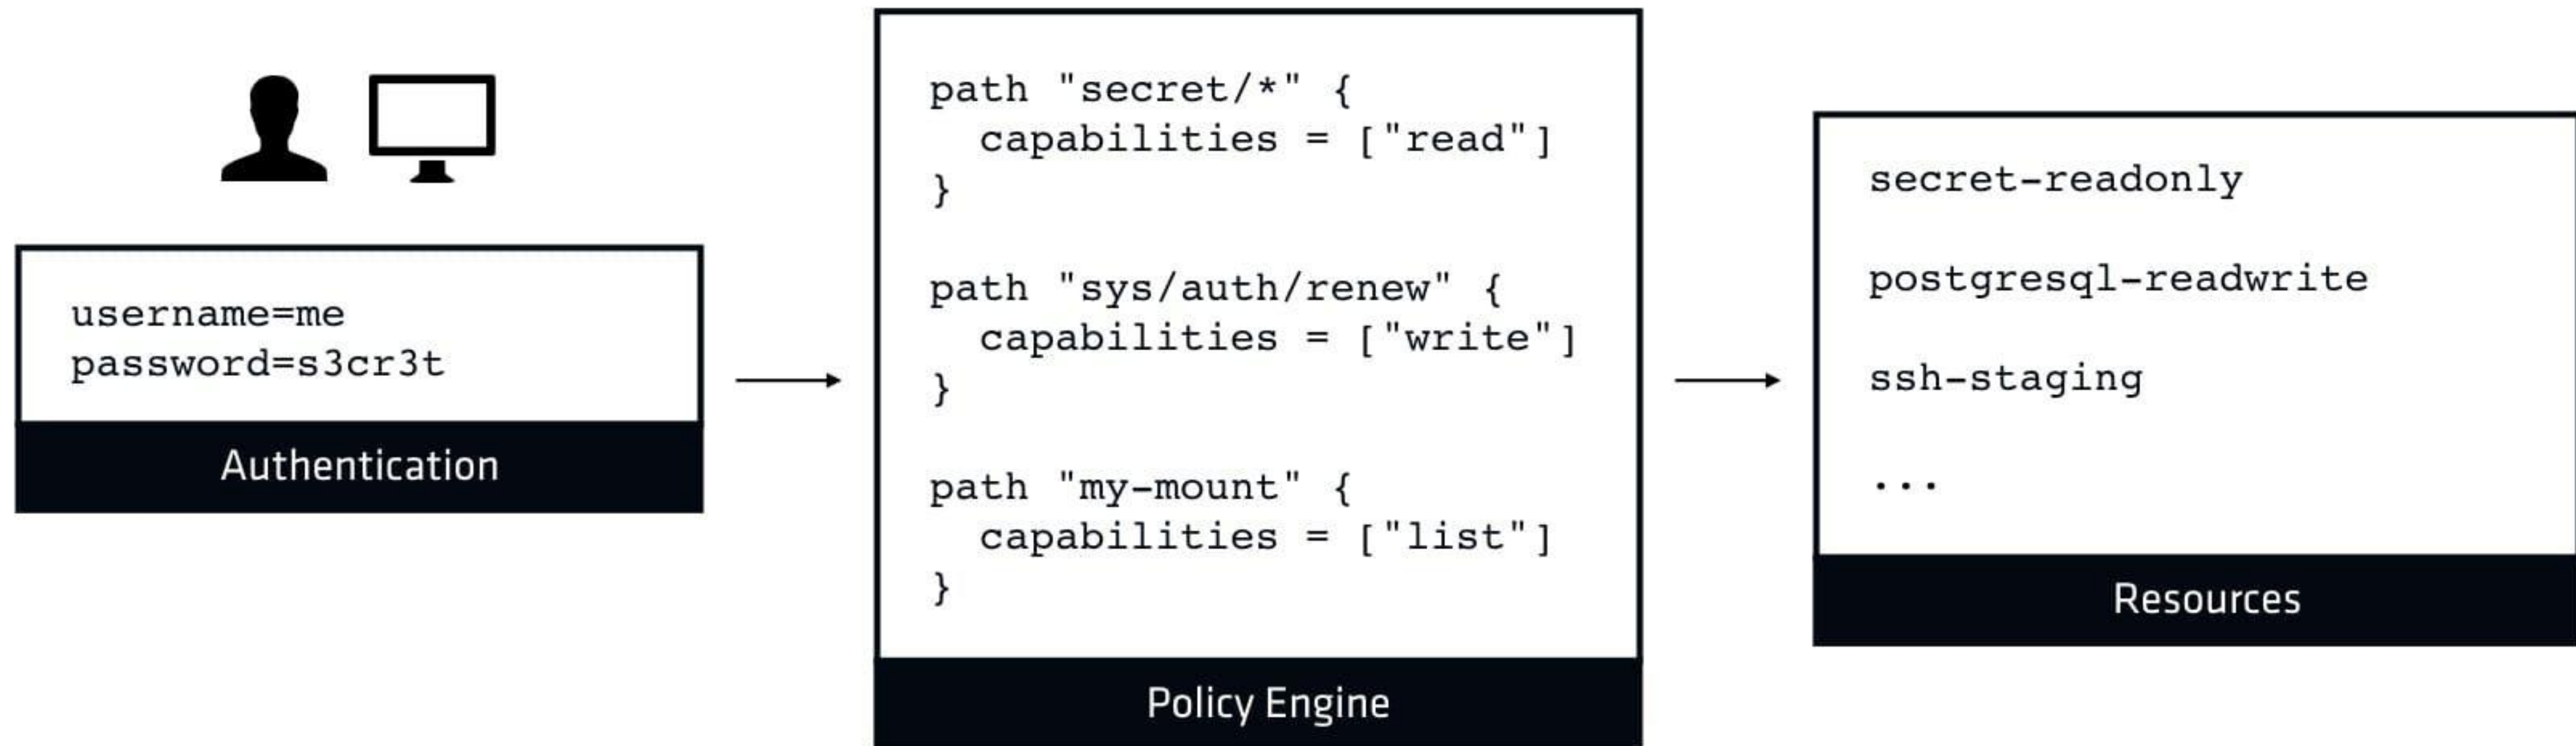 username=me
password=s3cr3t
Authentication
path "secret/*" {
  capabilities = ["read"]
}
path "sys/auth/renew" {
  capabilities = ["write"]
}
path "my-mount" {
  capabilities = ["list"]
}
Policy Engine
secret-readonly
postgresql-readwrite
ssh-staging
...
Resources